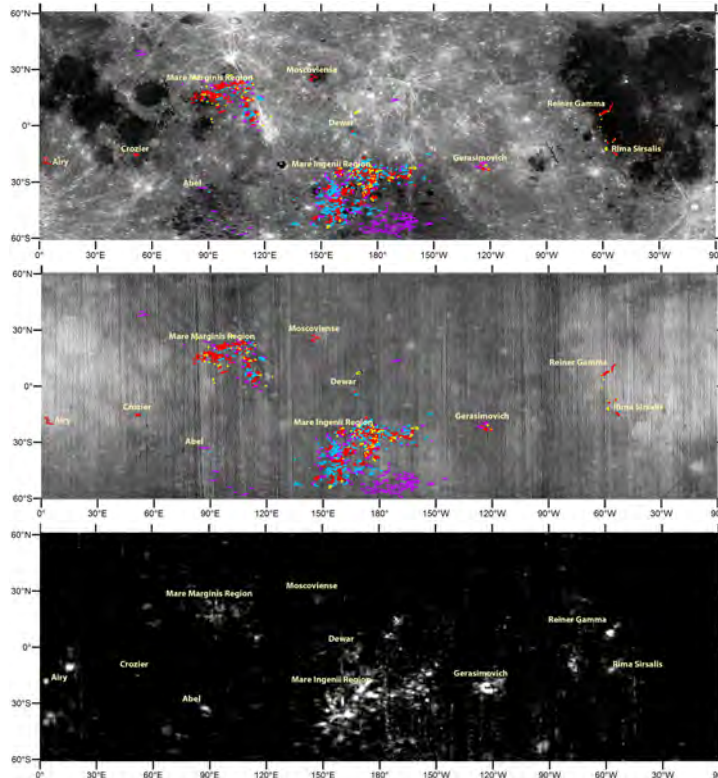 60°N
Moscoviense
Mare Marginis Region
30°N
Reiner Gamma
Dewar
0°
Crozier
Mare Ingenii Region
Gerasimovich
Rima Sirsalis
Airy
30°S
Abel
60°S
0° 30°E 60°E 90°E 120°E 150°E 180° 150°W 120°W 90°W 60°W 30°W 0°
60°N
Moscoviense
Mare Marginis Region
30°N
Reiner Gamma
Dewar
0°
Crozier
Mare Ingenii Region
Gerasimovich
Rima Sirsalis
Airy
30°S
Abel
60°S
0° 30°E 60°E 90°E 120°E 150°E 180° 150°W 120°W 90°W 60°W 30°W
60°N
Moscoviense
Mare Marginis Region
30°N
Reiner Gamma
Dewar
0°
Crozier
Mare Ingenii Region
Gerasimovich
Rima Sirsalis
Airy
30°S
Abel
60°S
0° 30°E 60°E 90°E 120°E 150°E 180° 150°W 120°W 90°W 60°W 30°W